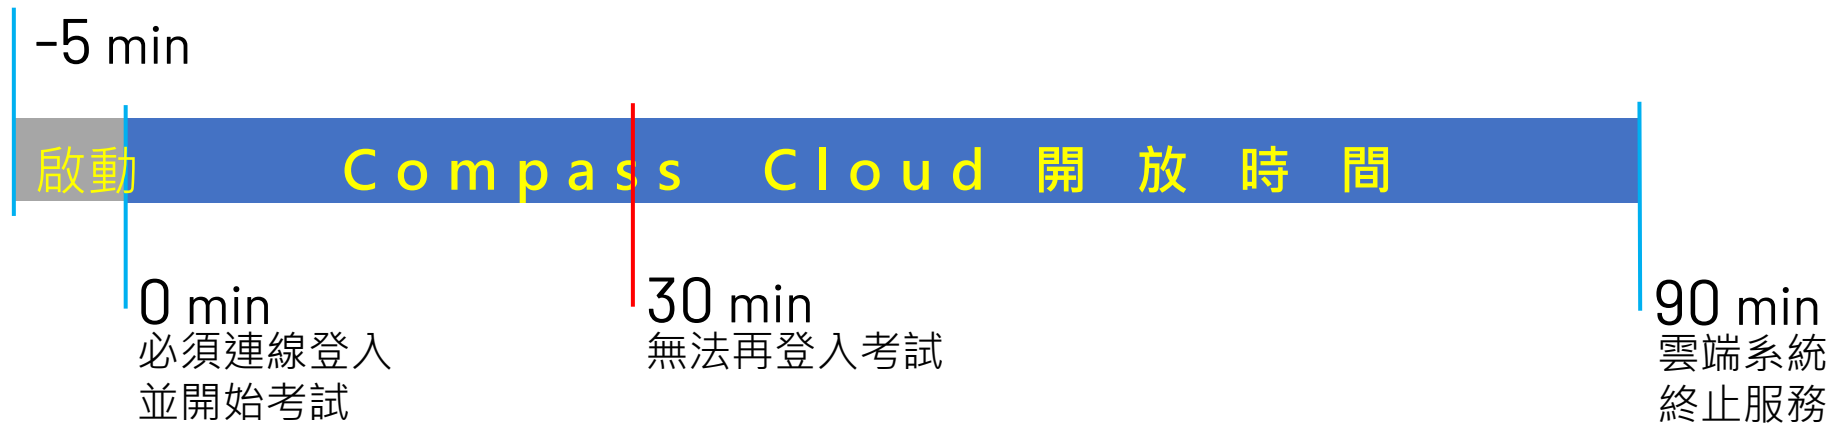 -5 min
啟動
Compass Cloud 開放時間
0 min
必須連線登入
並開始考試
30 min
無法再登入考試
90 min
雲端系統
終止服務